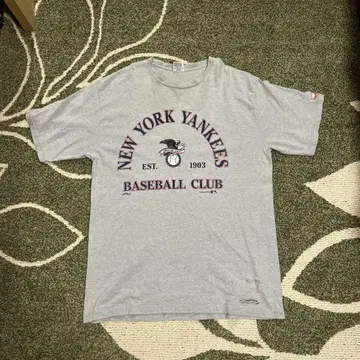 NEW YORK YANKEES
EST. 1903
BASEBALL CLUB